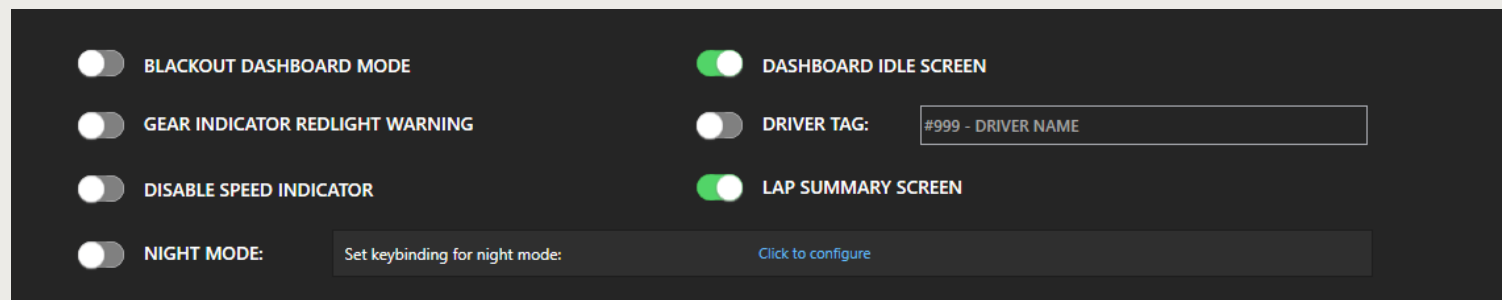 BLACKOUT DASHBOARD MODE
DASHBOARD IDLE SCREEN
GEAR INDICATOR REDLIGHT WARNING
DRIVER TAG: #999 - DRIVER NAME
DISABLE SPEED INDICATOR
LAP SUMMARY SCREEN
NIGHT MODE: Set keybinding for night mode: Click to configure